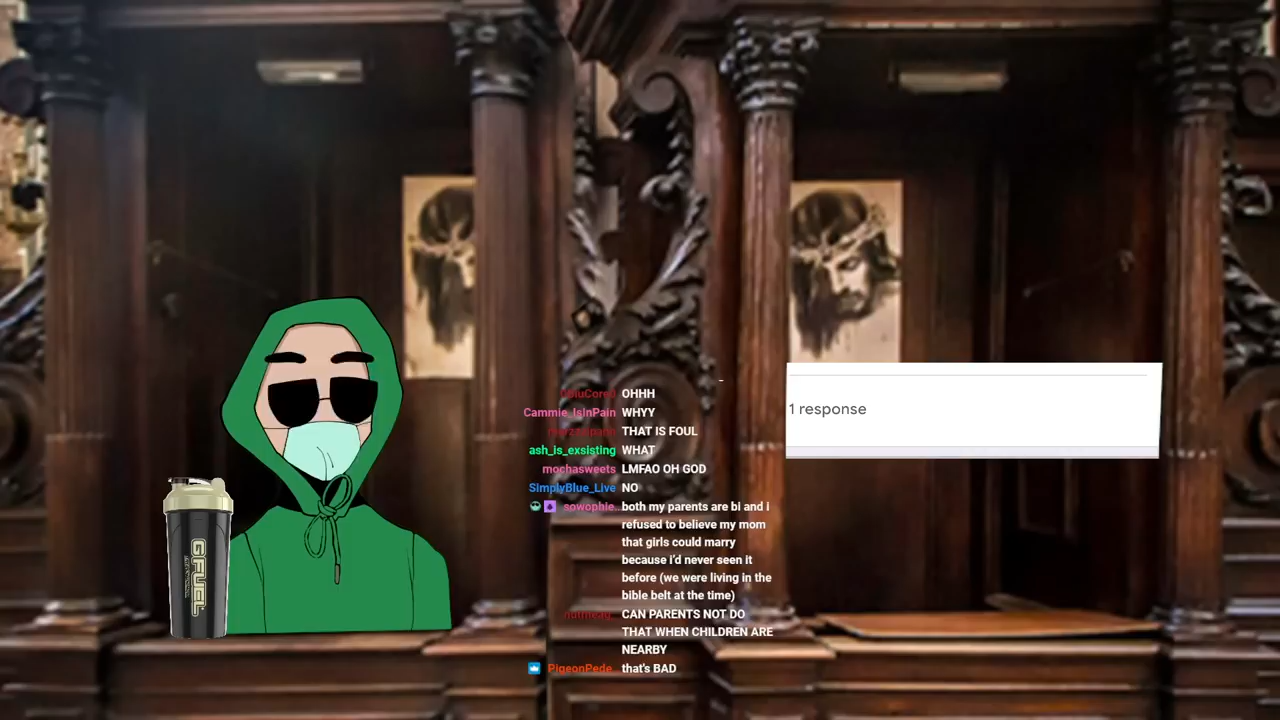 OHHH
Cammie_IsInPain WHYY
THAT IS FOUL
ash_is_exsisting WHAT
mochasweets LMFAO OH GOD
SimplyBlue_Live NO
sowophie... both my parents are bi and i
refused to believe my mom
that girls could marry
because i'd never seen it
before (we were living in the
bible belt at the time)
CAN PARENTS NOT DO
THAT WHEN CHILDREN ARE
NEARBY
PigeonPede... that's BAD
1 response
GFUEL